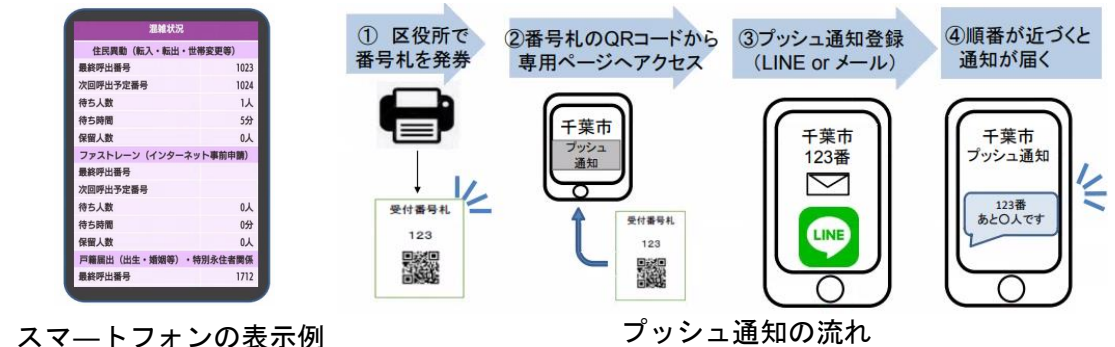 混雑状況
住民異動（転入・転出・世帯変更等）
最終呼出番号 1023
次回呼出予定番号 1024
待ち人数 1人
待ち時間 5分
保留人数 0人
ファストレーン（インターネット事前申請）
最終呼出番号
次回呼出予定番号
待ち人数 0人
待ち時間 0分
保留人数 0人
戸籍届出（出生・婚姻等）・特別永住者関係
最終呼出番号 1712
スマートフォンの表示例
① 区役所で
番号札を発券
受付番号札
123
②番号札のQRコードから
専用ページへアクセス
千葉市
プッシュ
通知
受付番号札
123
③プッシュ通知登録
（LINE or メール）
千葉市
123番
LINE
④順番が近づくと
通知が届く
千葉市
プッシュ通知
123番
あと〇人です
プッシュ通知の流れ